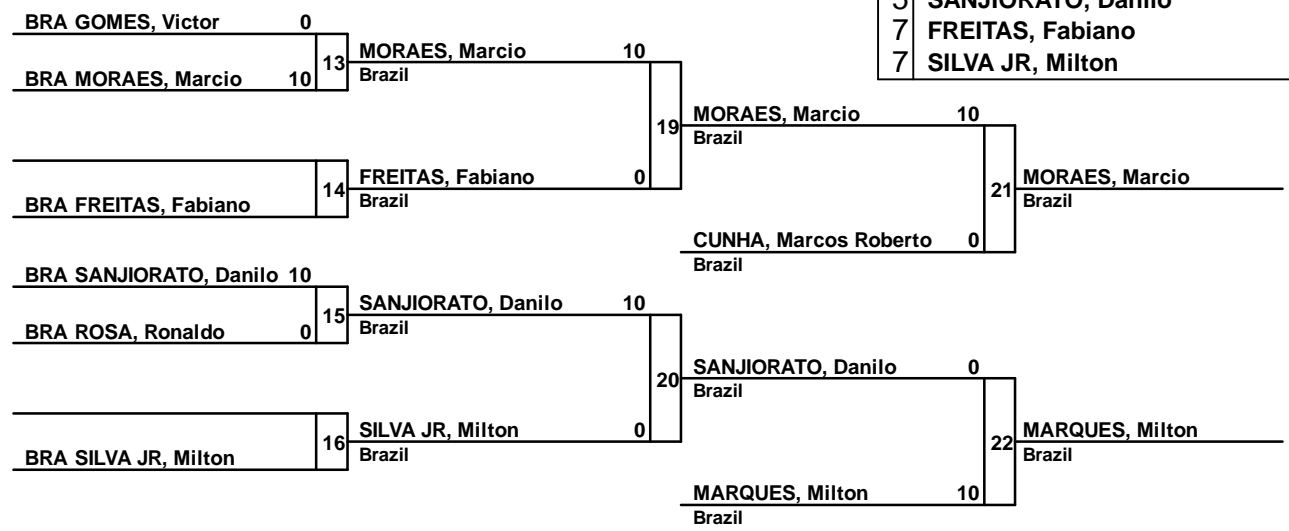 5 SANJIORATO, Danilo
7 FREITAS, Fabiano
7 SILVA JR, Milton
BRA GOMES, Victor 0
13
BRA MORAES, Marcio 10
MORAES, Marcio 10
Brazil
19
14
BRA FREITAS, Fabiano
FREITAS, Fabiano 0
Brazil
MORAES, Marcio 10
Brazil
21
CUNHA, Marcos Roberto 0
Brazil
MORAES, Marcio
Brazil
BRA SANJIORATO, Danilo 10
15
BRA ROSA, Ronaldo 0
SANJIORATO, Danilo 10
Brazil
20
16
BRA SILVA JR, Milton
SILVA JR, Milton 0
Brazil
SANJIORATO, Danilo 0
Brazil
22
MARQUES, Milton 10
Brazil
MARQUES, Milton
Brazil